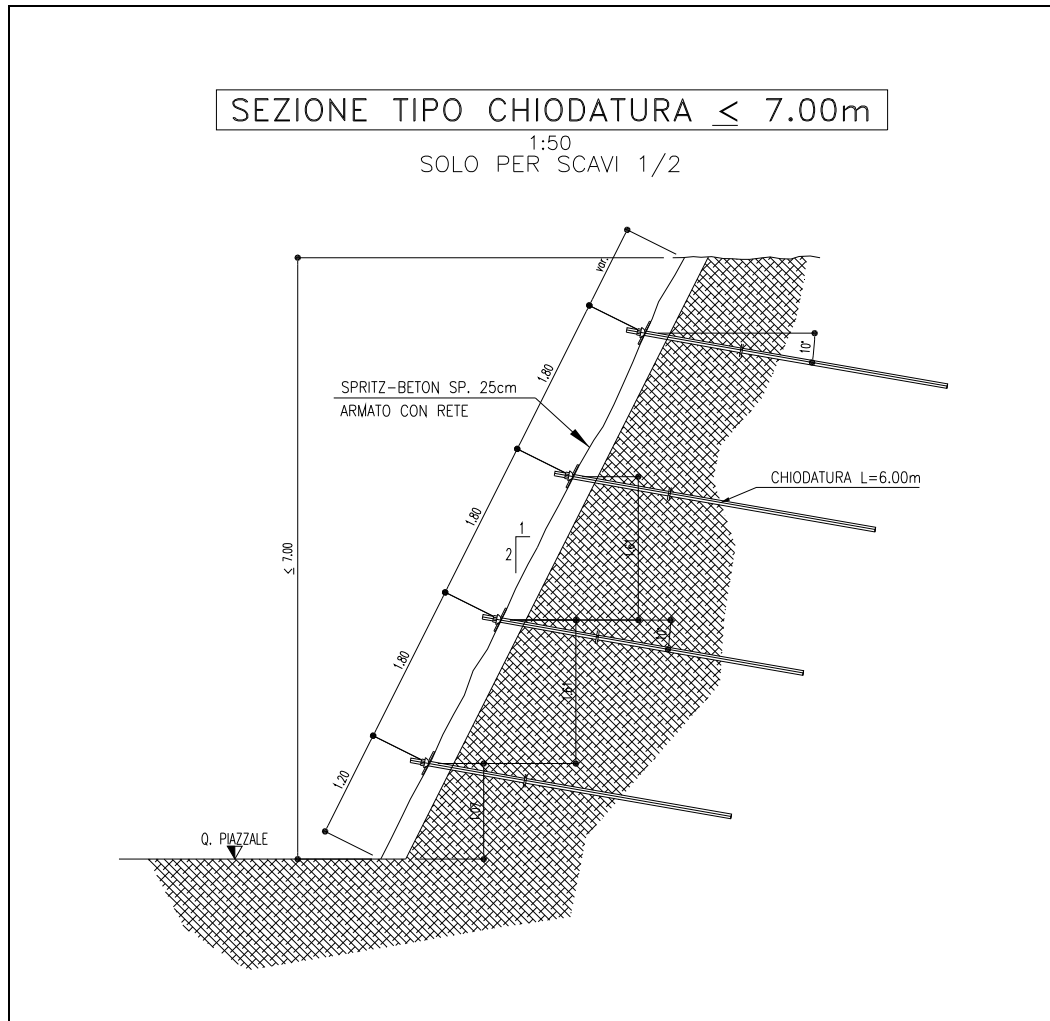 SEZIONE TIPO CHIODATURA ≤ 7.00m
1:50
SOLO PER SCAVI 1/2
var.
1.80
10°
SPRITZ-BETON SP. 25cm
ARMATO CON RETE
CHIODATURA L=6.00m
1.80
1
2
1.61
≤ 7.00
1.80
10°
1.61
1.20
1.07
Q. PIAZZALE